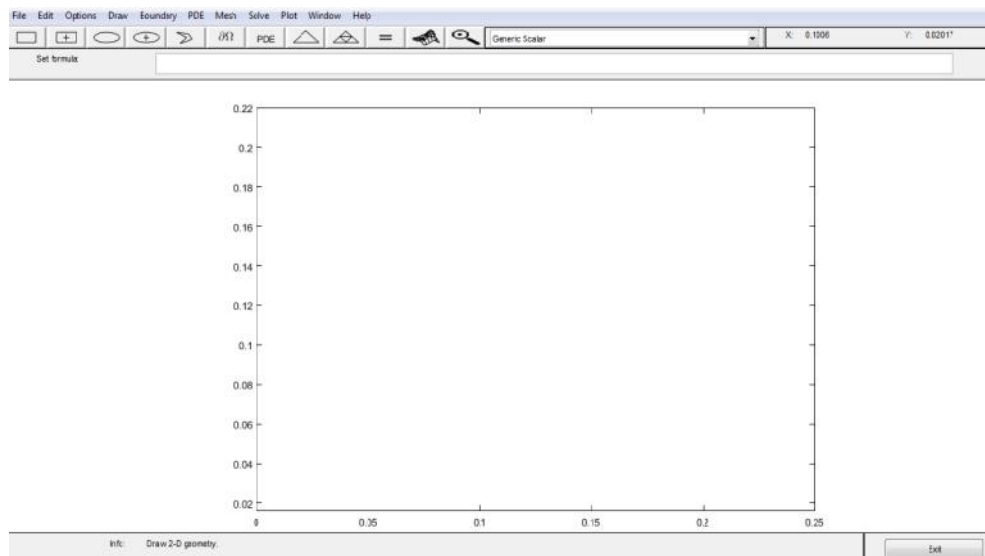 File Edit Options Draw Boundary PDE Mesh Solve Plot Window Help
∂Ω PDE = Generic Scalar X: 0.1006 Y: 0.0201
Set formula:
0.22
0.2
0.18
0.16
0.14
0.12
0.1
0.08
0.06
0.04
0.02
0 0.05 0.1 0.15 0.2 0.25
Info: Draw 2-D geometry. Exit